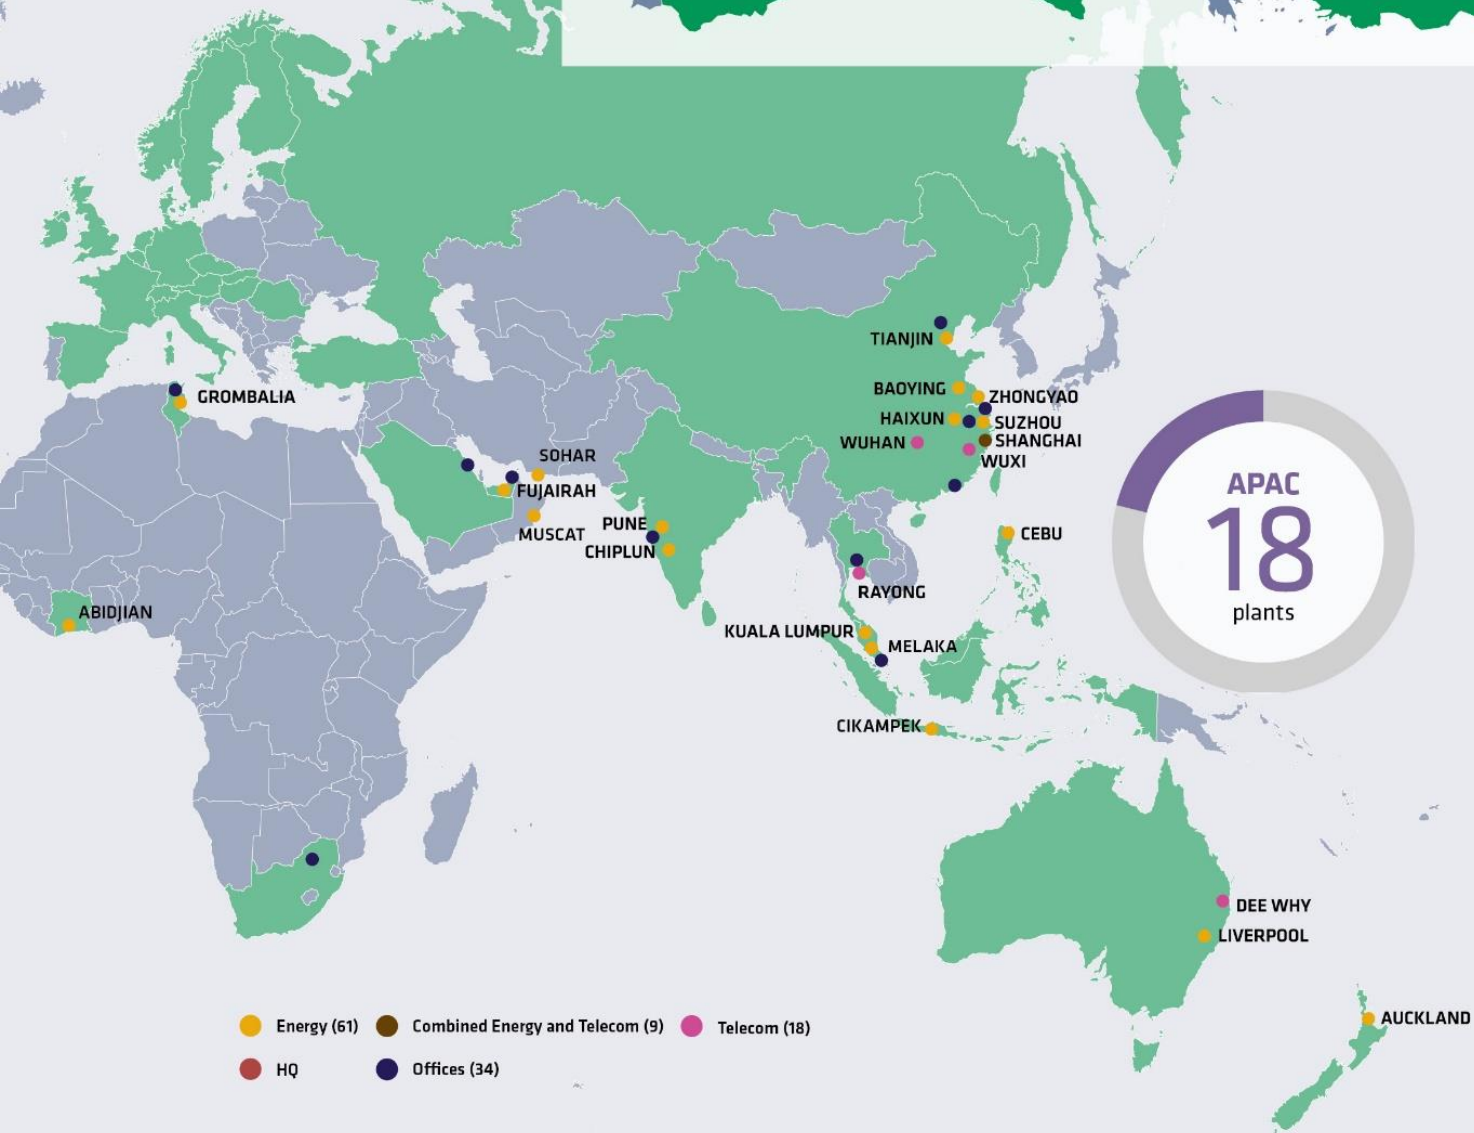 TIANJIN
BAOYING
ZHONGYAO
GROMBALIA
HAIXUN
SUZHOU
WUHAN
SHANGHAI
SOHAR
WUXI
APAC
18
plants
FUJAIRAH
PUNE
MUSCAT
CEBU
CHIPLUN
RAYONG
ABIDJIAN
KUALA LUMPUR
MELAKA
CIKAMPEK
DEE WHY
LIVERPOOL
AUCKLAND
Energy (61)
Combined Energy and Telecom (9)
Telecom (18)
HQ
Offices (34)